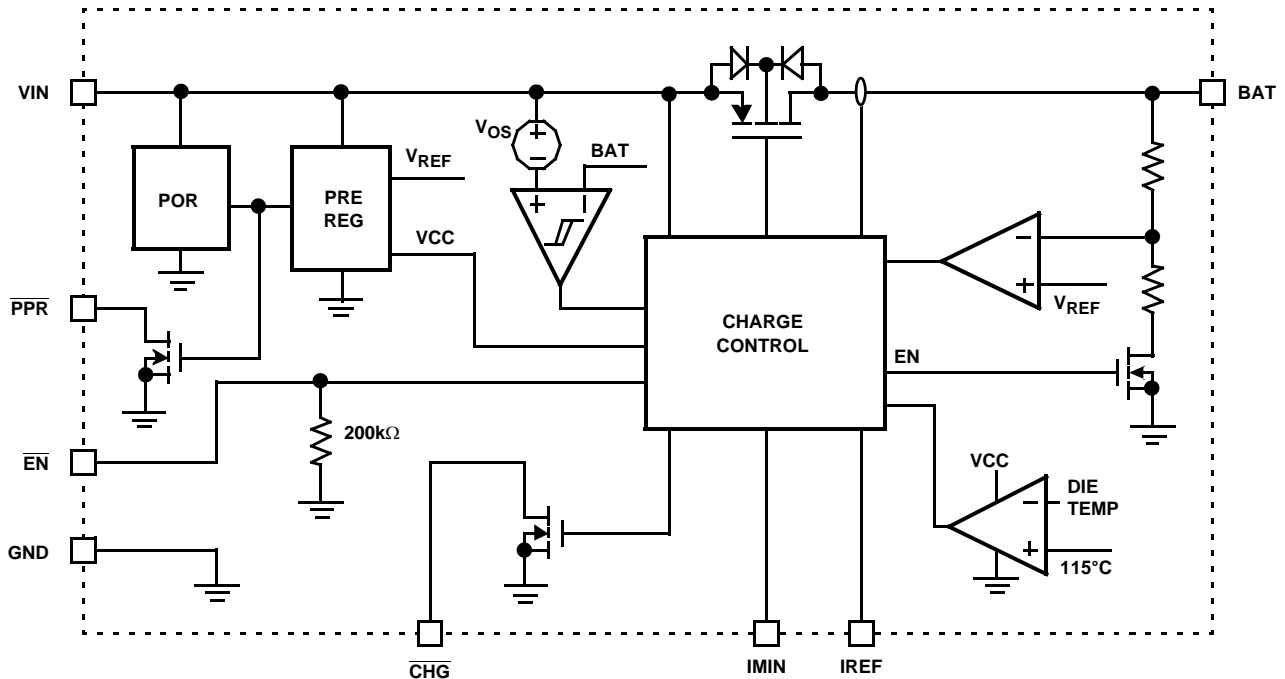 VIN
BAT
VOS
+
−
BAT
POR
PRE
REG
VREF
VCC
+
−
−
+
VREF
PPR
CHARGE
CONTROL
EN
200kΩ
EN
VCC
−
DIE
TEMP
+
115°C
GND
CHG
IMIN
IREF